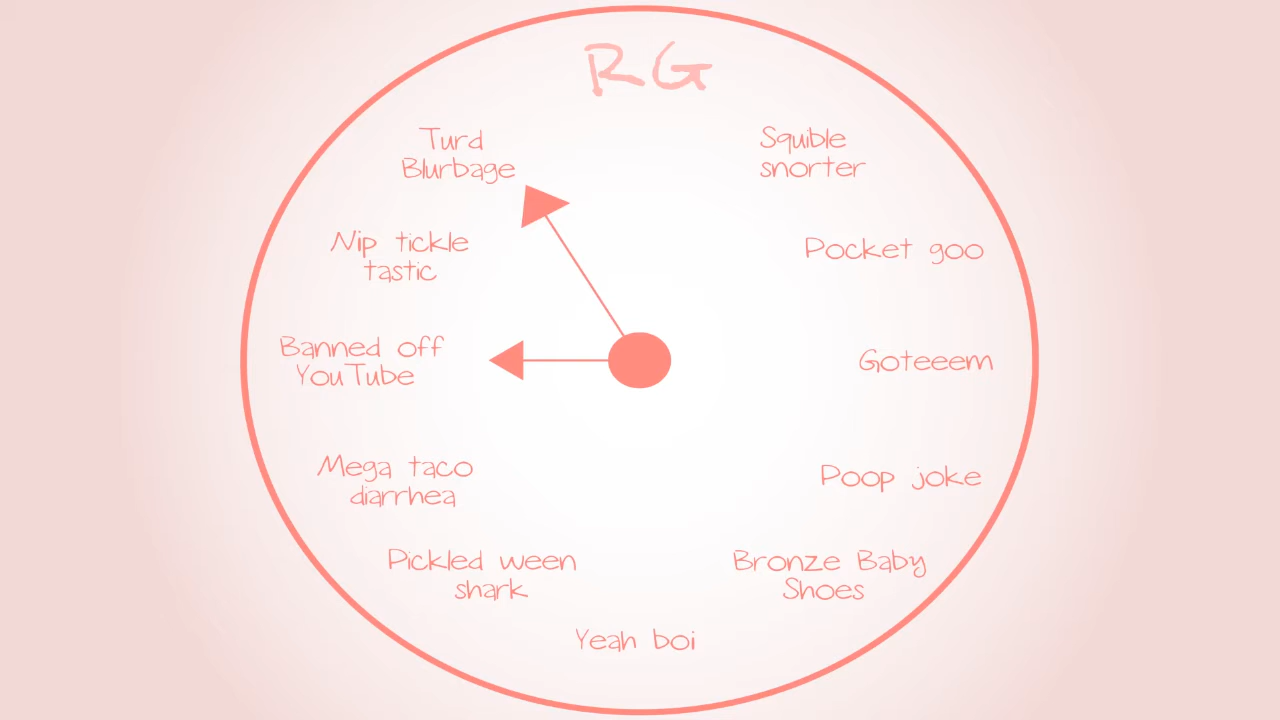 RG
Turd
Blurbage
Squible
snorter
Nip tickle
tastic
Pocket goo
Banned off
YouTube
Goteeem
Mega taco
diarrhea
Poop joke
Pickled ween
shark
Bronze Baby
Shoes
Yeah boi